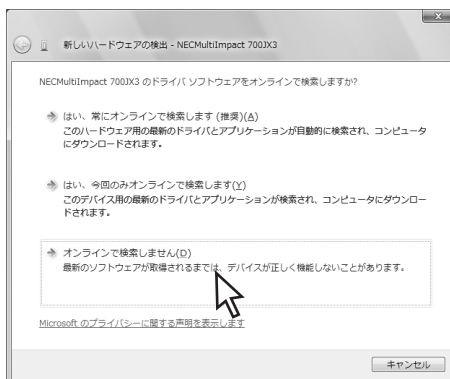 新しいハードウェアの検出 - NECMultiImpact 700JX3
NECMultiImpact 700JX3 のドライバ ソフトウェアをオンラインで検索しますか?
はい、常にオンラインで検索します (推奨)(A)
このハードウェア用の最新のドライバとアプリケーションが自動的に検索され、コンピュータ
にダウンロードされます。
はい、今回のみオンラインで検索します(Y)
このデバイス用の最新のドライバとアプリケーションが検索され、コンピュータにダウンロー
ドされます。
オンラインで検索しません(D)
最新のソフトウェアが取得されるまでは、デバイスが正しく機能しないことがあります。
Microsoft のプライバシーに関する声明を表示します
キャンセル